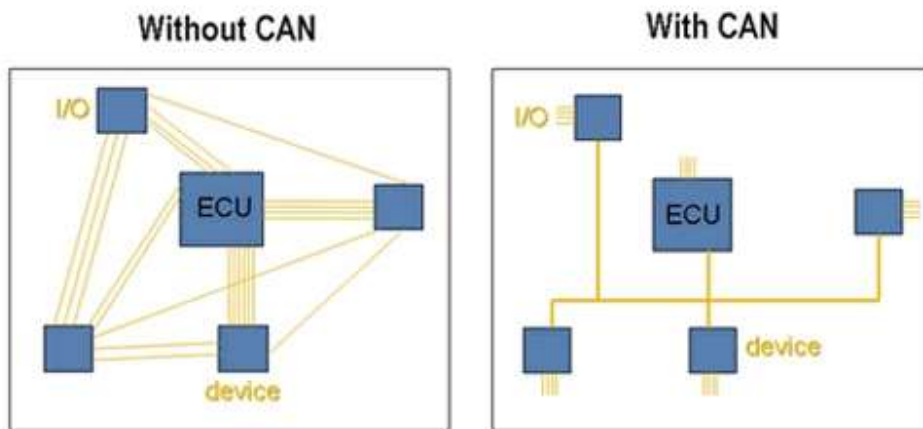 Without CAN
With CAN
I/O
ECU
device
I/O
ECU
device